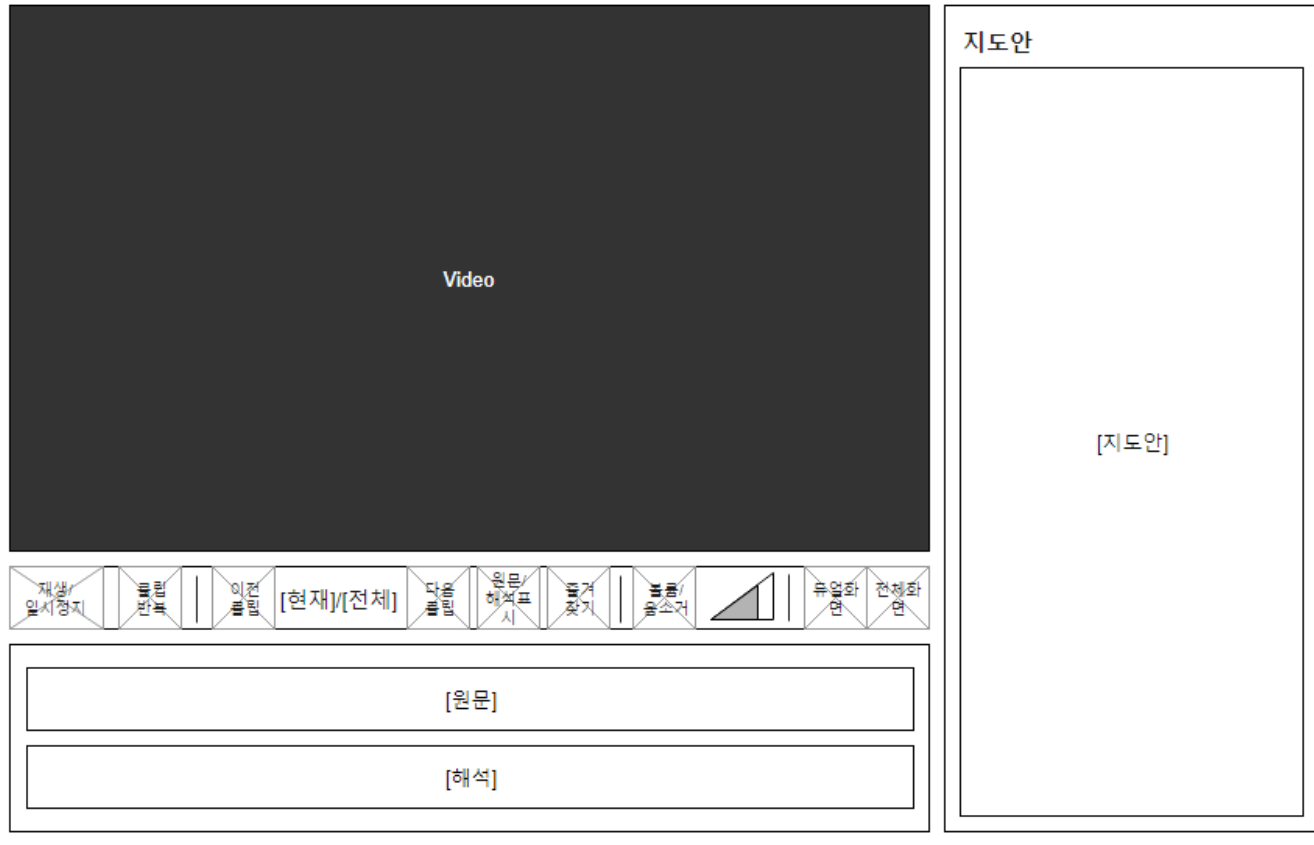 지도안
Video
[지도안]
재생/
일시정지
클립
반복
이전
클립
[현재]/[전체]
다음
클립
원문/
해석표
시
즐겨
찾기
볼륨/
음소거
듀얼화
면
전체화
면
[원문]
[해석]